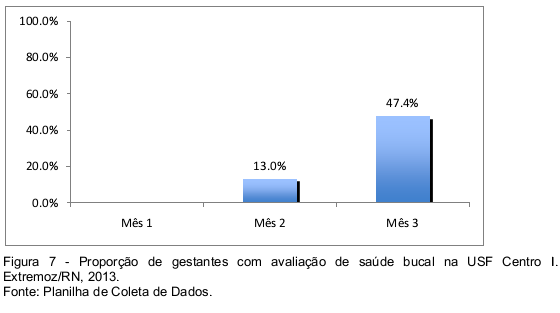 100.0%
80.0%
60.0%
40.0%
20.0%
0.0%
13.0%
47.4%
Mês 1 Mês 2 Mês 3
Figura 7 - Proporção de gestantes com avaliação de saúde bucal na USF Centro I.
Extremoz/RN, 2013.
Fonte: Planilha de Coleta de Dados.